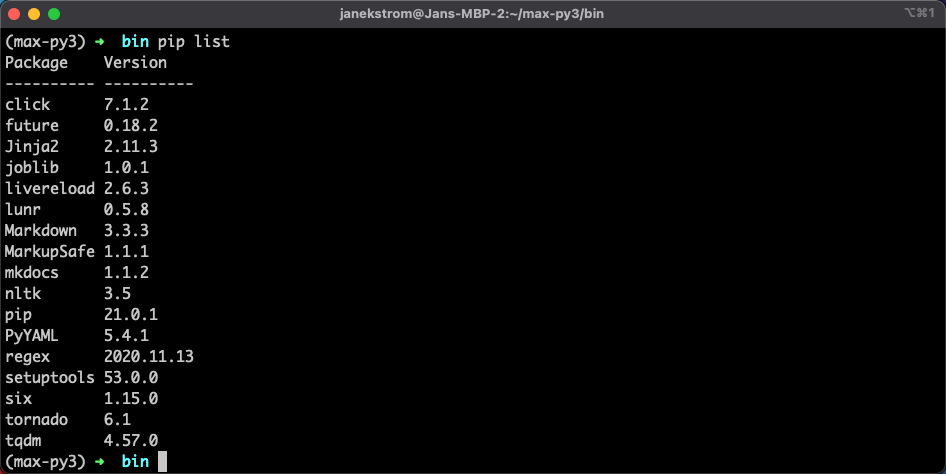 janekstrom@Jans-MBP-2:~/max-py3/bin ⌥⌘1
(max-py3) ➜  bin pip list
Package    Version
---------- ----------
click      7.1.2
future     0.18.2
Jinja2     2.11.3
joblib     1.0.1
livereload 2.6.3
lunr       0.5.8
Markdown   3.3.3
MarkupSafe 1.1.1
mkdocs     1.1.2
nltk       3.5
pip        21.0.1
PyYAML     5.4.1
regex      2020.11.13
setuptools 53.0.0
six        1.15.0
tornado    6.1
tqdm       4.57.0
(max-py3) ➜  bin